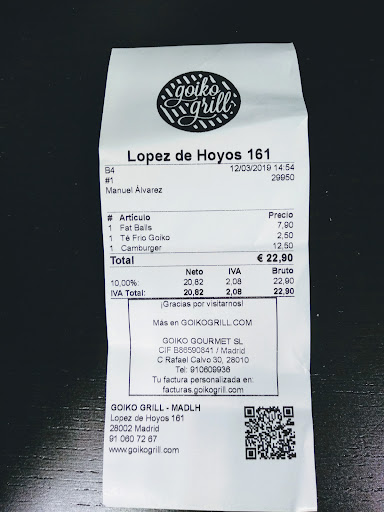 goiko
grill
Lopez de Hoyos 161
B4 12/03/2019 14:54
#1 29950
Manuel Álvarez
# Artículo Precio
1 Fat Balls 7,90
1 Té Frío Goiko 2,50
1 Camburger 12,50
Total € 22,90
Neto IVA Bruto
10,00%: 20,82 2,08 22,90
IVA Total: 20,82 2,08 22,90
¡Gracias por visitarnos!
Más en GOIKOGRILL.COM
GOIKO GOURMET SL
CIF B86590841 / Madrid
C Rafael Calvo 30, 28010
Tel: 910609936
Tu factura personalizada en:
facturas.goikogrill.com
GOIKO GRILL - MADLH
Lopez de Hoyos 161
28002 Madrid
91 060 72 67
www.goikogrill.com